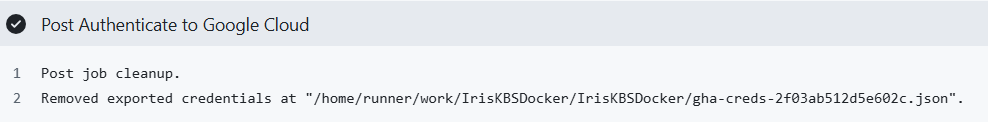 Post Authenticate to Google Cloud
1 Post job cleanup.
2 Removed exported credentials at "/home/runner/work/IrisKBSDocker/IrisKBSDocker/gha-creds-2f03ab512d5e602c.json".